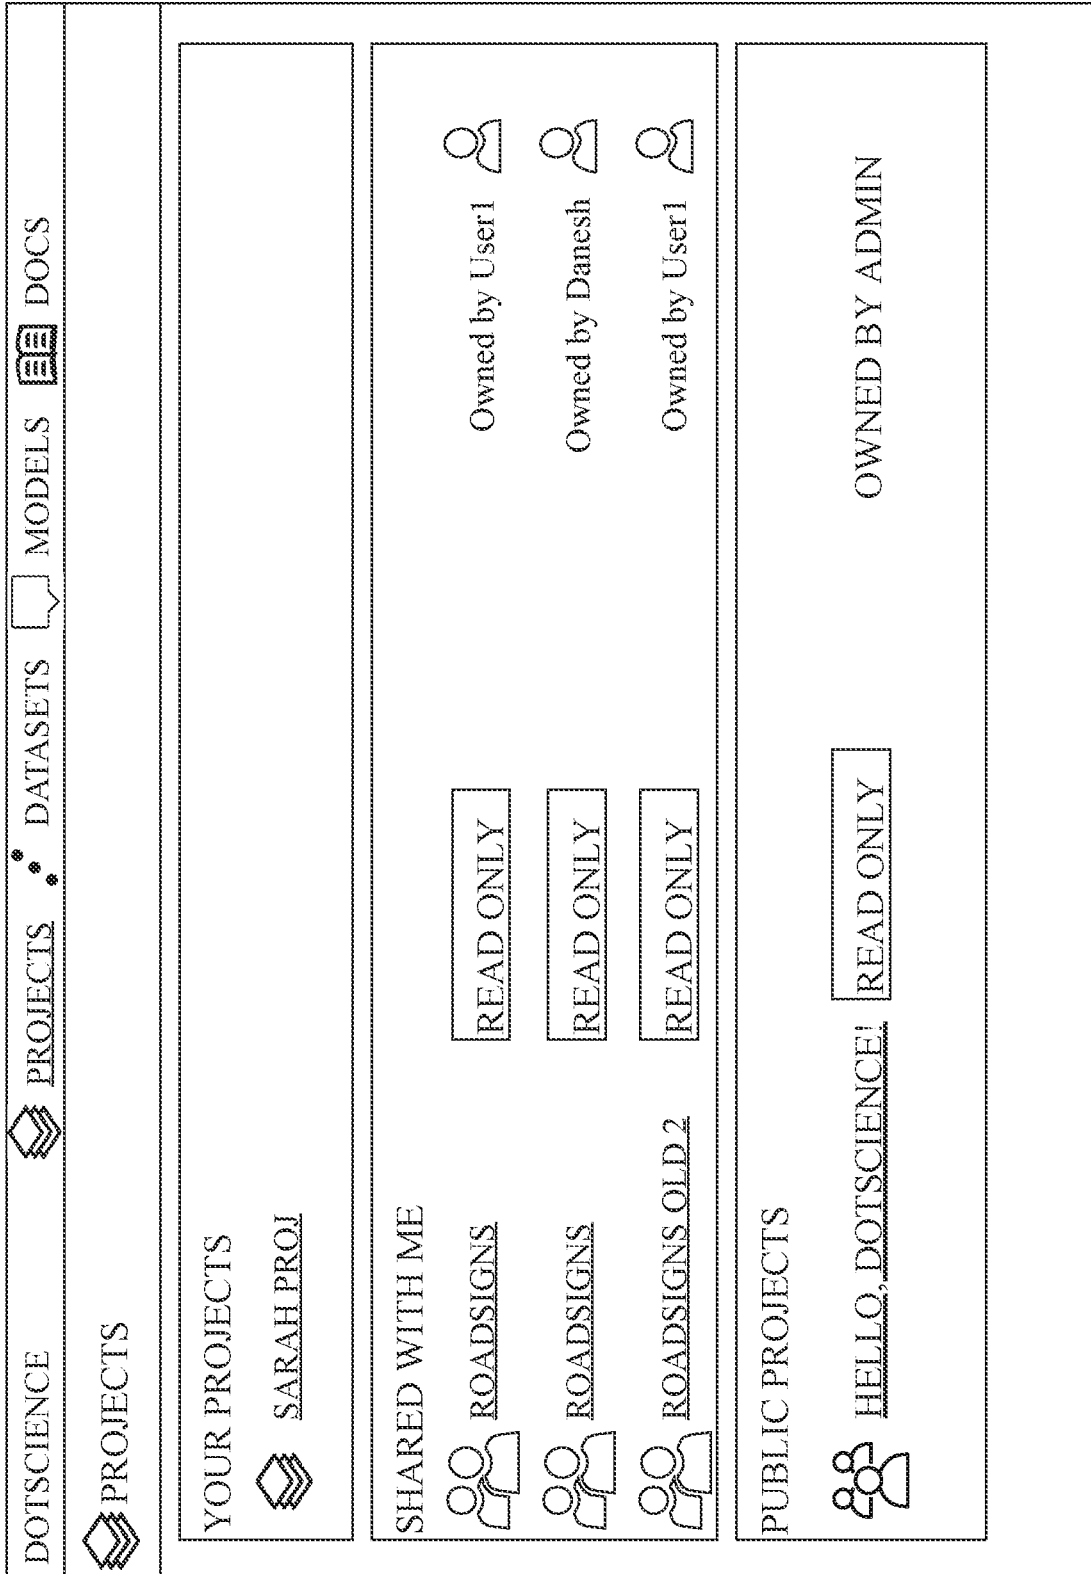 DOTSCIENCE PROJECTS DATASETS MODELS DOCS
PROJECTS
YOUR PROJECTS
SARAH PROJ
SHARED WITH ME
ROADSIGNS READ ONLY Owned by User1
ROADSIGNS READ ONLY Owned by Danesh
ROADSIGNS OLD 2 READ ONLY Owned by User1
PUBLIC PROJECTS
HELLO, DOTSCIENCE! READ ONLY OWNED BY ADMIN